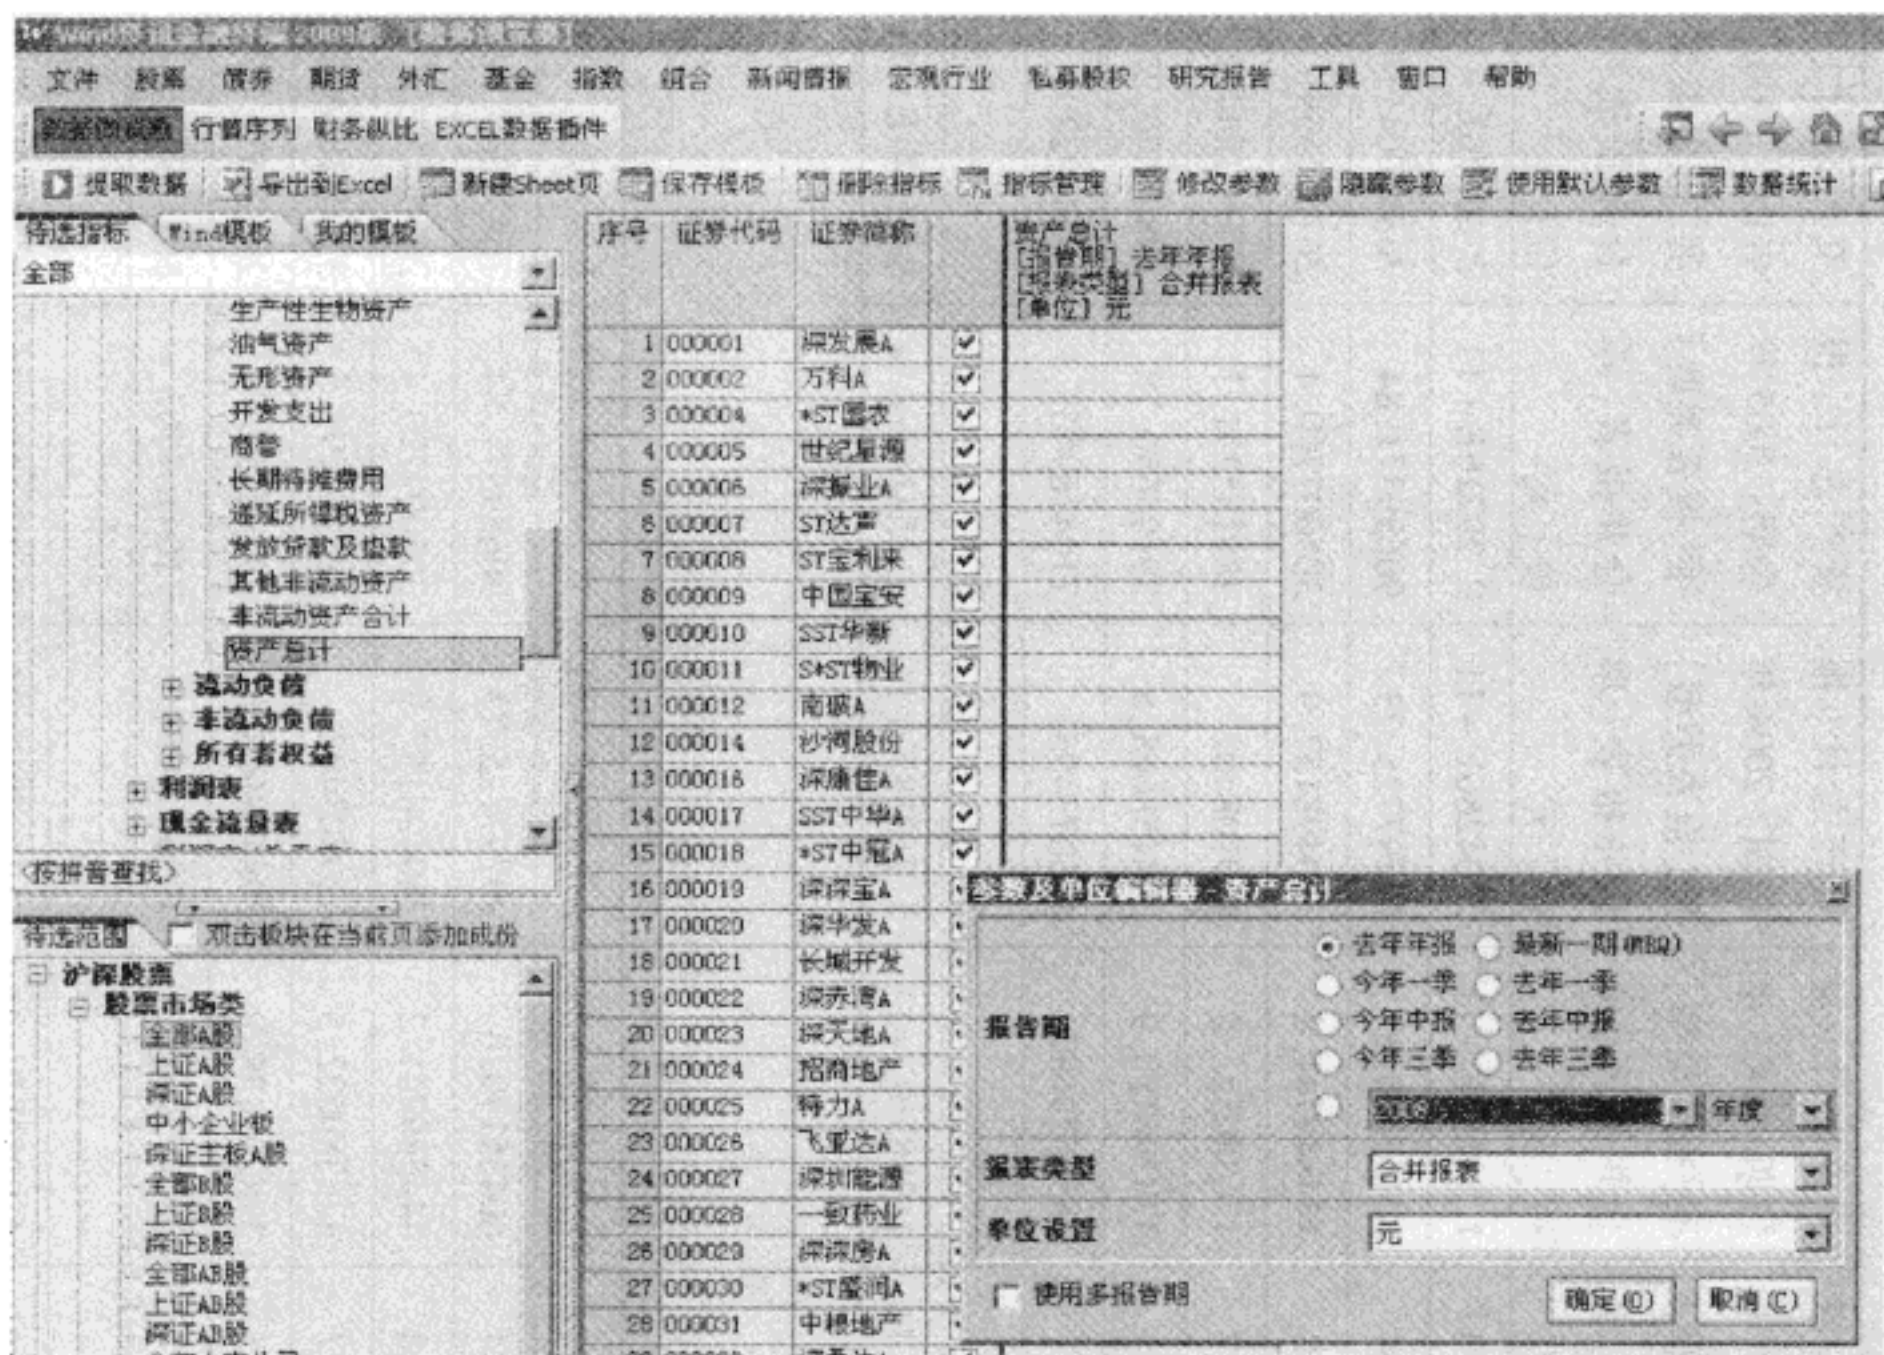 文件 股票 债券 期货 外汇 基金 指数 组合 新闻情报 宏观行业 私募股权 研究报告 工具 窗口 帮助
行情序列 财务纵比 EXCEL数据插件
提取数据 导出到Excel 新建Sheet页 保存模板 删除指标 指标管理 修改参数 隐藏参数 使用默认参数 数据统计
待选指标 Wind模板 我的模板
全部
生产性生物资产
油气资产
无形资产
开发支出
商誉
长期待摊费用
递延所得税资产
发放贷款及垫款
其他非流动资产
非流动资产合计
资产总计
流动负债
非流动负债
所有者权益
利润表
现金流量表
<按拼音查找>
待选范围 双击板块在当前页添加成份
沪深股票
股票市场类
全部A股
上证A股
深证A股
中小企业板
深证主板A股
全部B股
上证B股
深证B股
全部AB股
上证AB股
深证AB股
序号 证券代码 证券简称
资产总计
[报告期] 去年年报
[报表类型] 合并报表
[单位] 元
1 000001 深发展A
2 000002 万科A
3 000004 *ST国农
4 000005 世纪星源
5 000006 深振业A
6 000007 ST达声
7 000008 ST宝利来
8 000009 中国宝安
9 000010 SST华新
10 000011 S*ST物业
11 000012 南玻A
12 000014 沙河股份
13 000016 深康佳A
14 000017 SST中华A
15 000018 *ST中冠A
16 000019 深深宝A
17 000020 深华发A
18 000021 长城开发
19 000022 深赤湾A
20 000023 深天地A
21 000024 招商地产
22 000025 特力A
23 000026 飞亚达A
24 000027 深圳能源
25 000028 一致药业
26 000029 深深房A
27 000030 *ST盛润A
28 000031 中粮地产
参数及单位编辑器 - 资产总计
报告期
去年年报 最新一期(MRQ)
今年一季 去年一季
今年中报 去年中报
今年三季 去年三季
年度
报表类型 合并报表
单位设置 元
使用多报告期 确定(O) 取消(C)